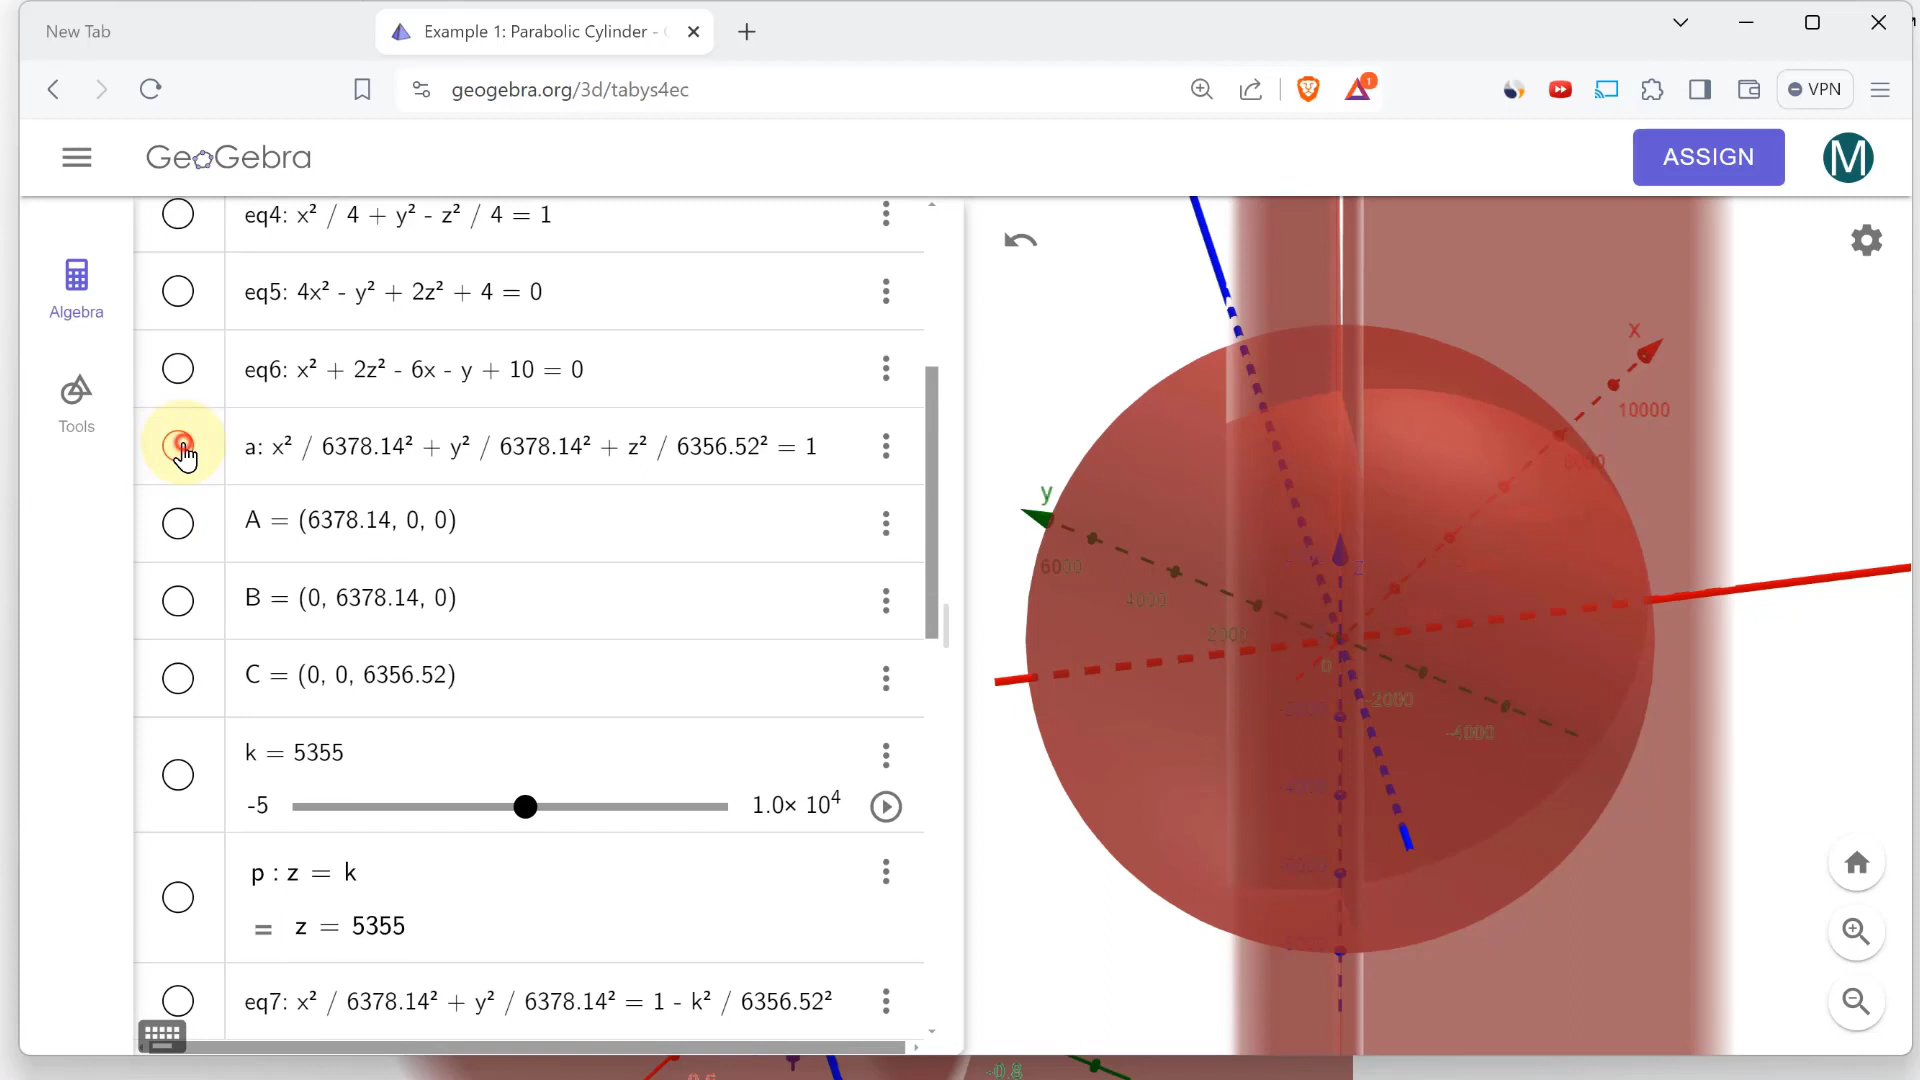 New Tab
Example 1: Parabolic Cylinder -
geogebra.org/3d/tabys4ec
1
VPN
GeoGebra
ASSIGN
M
Algebra
Tools
eq4: x² / 4 + y² - z² / 4 = 1
eq5: 4x² - y² + 2z² + 4 = 0
eq6: x² + 2z² - 6x - y + 10 = 0
a: x² / 6378.14² + y² / 6378.14² + z² / 6356.52² = 1
A = (6378.14, 0, 0)
B = (0, 6378.14, 0)
C = (0, 0, 6356.52)
k = 5355
-5
1.0× 10⁴
p : z = k
= z = 5355
eq7: x² / 6378.14² + y² / 6378.14² = 1 - k² / 6356.52²
x
10000
y
6000
4000
2000
z
0
-2000
-4000
-0.8